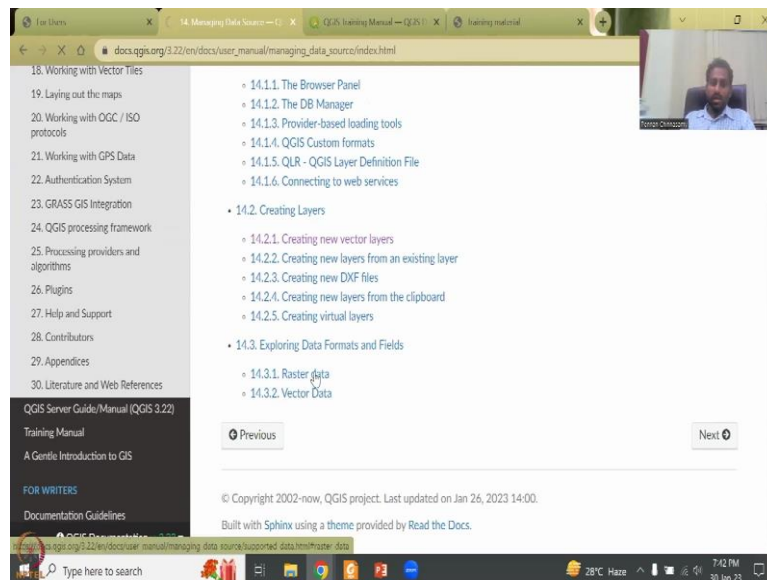 For Users
14. Managing Data Source — Q
QGIS Training Manual — QGIS D
training material
docs.qgis.org/3.22/en/docs/user_manual/managing_data_source/index.html
18. Working with Vector Tiles
19. Laying out the maps
20. Working with OGC / ISO
protocols
21. Working with GPS Data
22. Authentication System
23. GRASS GIS Integration
24. QGIS processing framework
25. Processing providers and
algorithms
26. Plugins
27. Help and Support
28. Contributors
29. Appendices
30. Literature and Web References
QGIS Server Guide/Manual (QGIS 3.22)
Training Manual
A Gentle Introduction to GIS
FOR WRITERS
Documentation Guidelines
14.1.1. The Browser Panel
14.1.2. The DB Manager
14.1.3. Provider-based loading tools
14.1.4. QGIS Custom formats
14.1.5. QLR - QGIS Layer Definition File
14.1.6. Connecting to web services
14.2. Creating Layers
14.2.1. Creating new vector layers
14.2.2. Creating new layers from an existing layer
14.2.3. Creating new DXF files
14.2.4. Creating new layers from the clipboard
14.2.5. Creating virtual layers
14.3. Exploring Data Formats and Fields
14.3.1. Raster data
14.3.2. Vector Data
Previous
Next
© Copyright 2002-now, QGIS project. Last updated on Jan 26, 2023 14:00.
Built with Sphinx using a theme provided by Read the Docs.
NPTEL
Type here to search
28°C Haze
7:42 PM
30 Jan 23